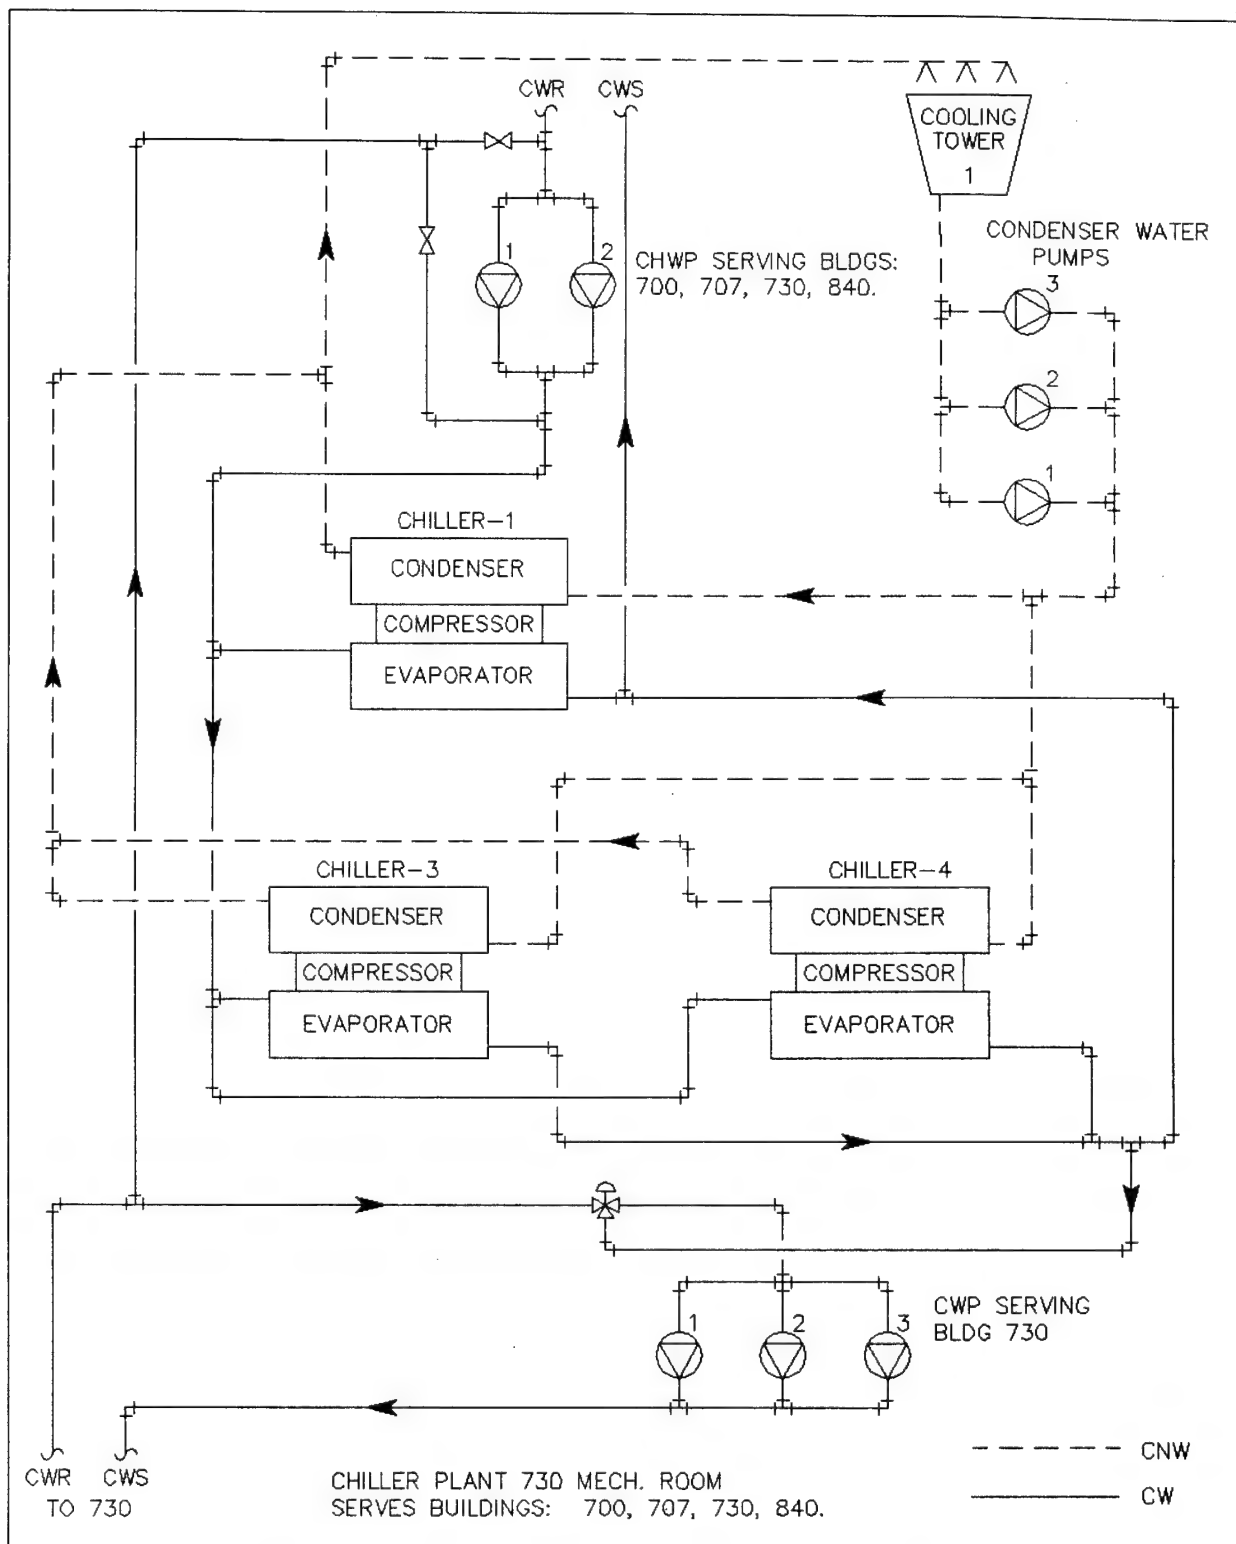 CWR
CWS
COOLING
TOWER
1
CONDENSER WATER
PUMPS
3
2
1
1
2
CHWP SERVING BLDGS:
700, 707, 730, 840.
CHILLER-1
CONDENSER
COMPRESSOR
EVAPORATOR
CHILLER-3
CONDENSER
COMPRESSOR
EVAPORATOR
CHILLER-4
CONDENSER
COMPRESSOR
EVAPORATOR
1
2
3
CWP SERVING
BLDG 730
CWR
CWS
TO 730
CHILLER PLANT 730 MECH. ROOM
SERVES BUILDINGS: 700, 707, 730, 840.
CNW
CW